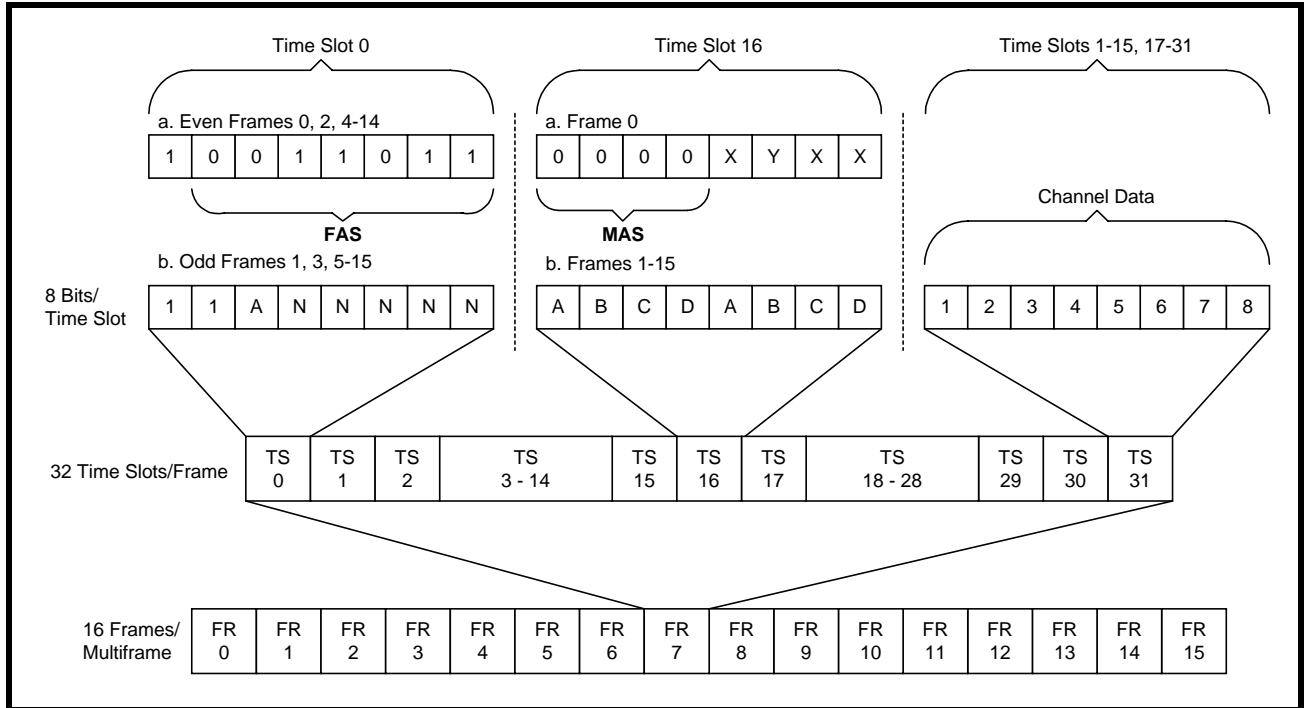 Time Slot 0
Time Slot 16
Time Slots 1-15, 17-31
a. Even Frames 0, 2, 4-14
a. Frame 0
1 0 0 1 1 0 1 1
0 0 0 0 X Y X X
Channel Data
FAS
MAS
b. Odd Frames 1, 3, 5-15
b. Frames 1-15
8 Bits/
Time Slot
1 1 A N N N N N
A B C D A B C D
1 2 3 4 5 6 7 8
32 Time Slots/Frame
TS 0
TS 1
TS 2
TS 3 - 14
TS 15
TS 16
TS 17
TS 18 - 28
TS 29
TS 30
TS 31
16 Frames/
Multiframe
FR 0
FR 1
FR 2
FR 3
FR 4
FR 5
FR 6
FR 7
FR 8
FR 9
FR 10
FR 11
FR 12
FR 13
FR 14
FR 15